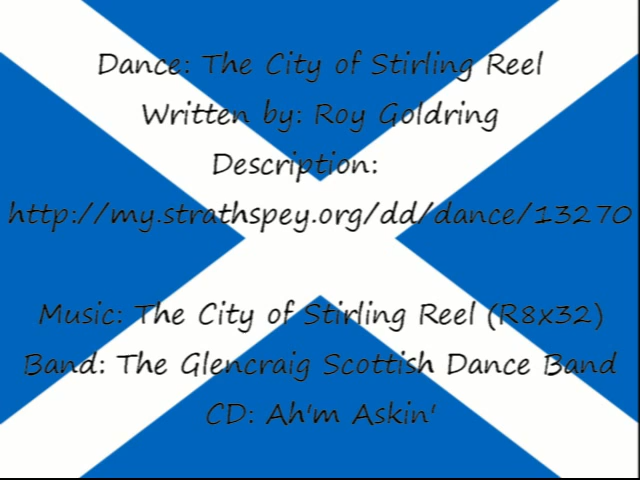 Dance: The City of Stirling Reel
Written by: Roy Goldring
Description:
http://my.strathspey.org/dd/dance/13270
Music: The City of Stirling Reel (R8x32)
Band: The Glencraig Scottish Dance Band
CD: Ah'm Askin'